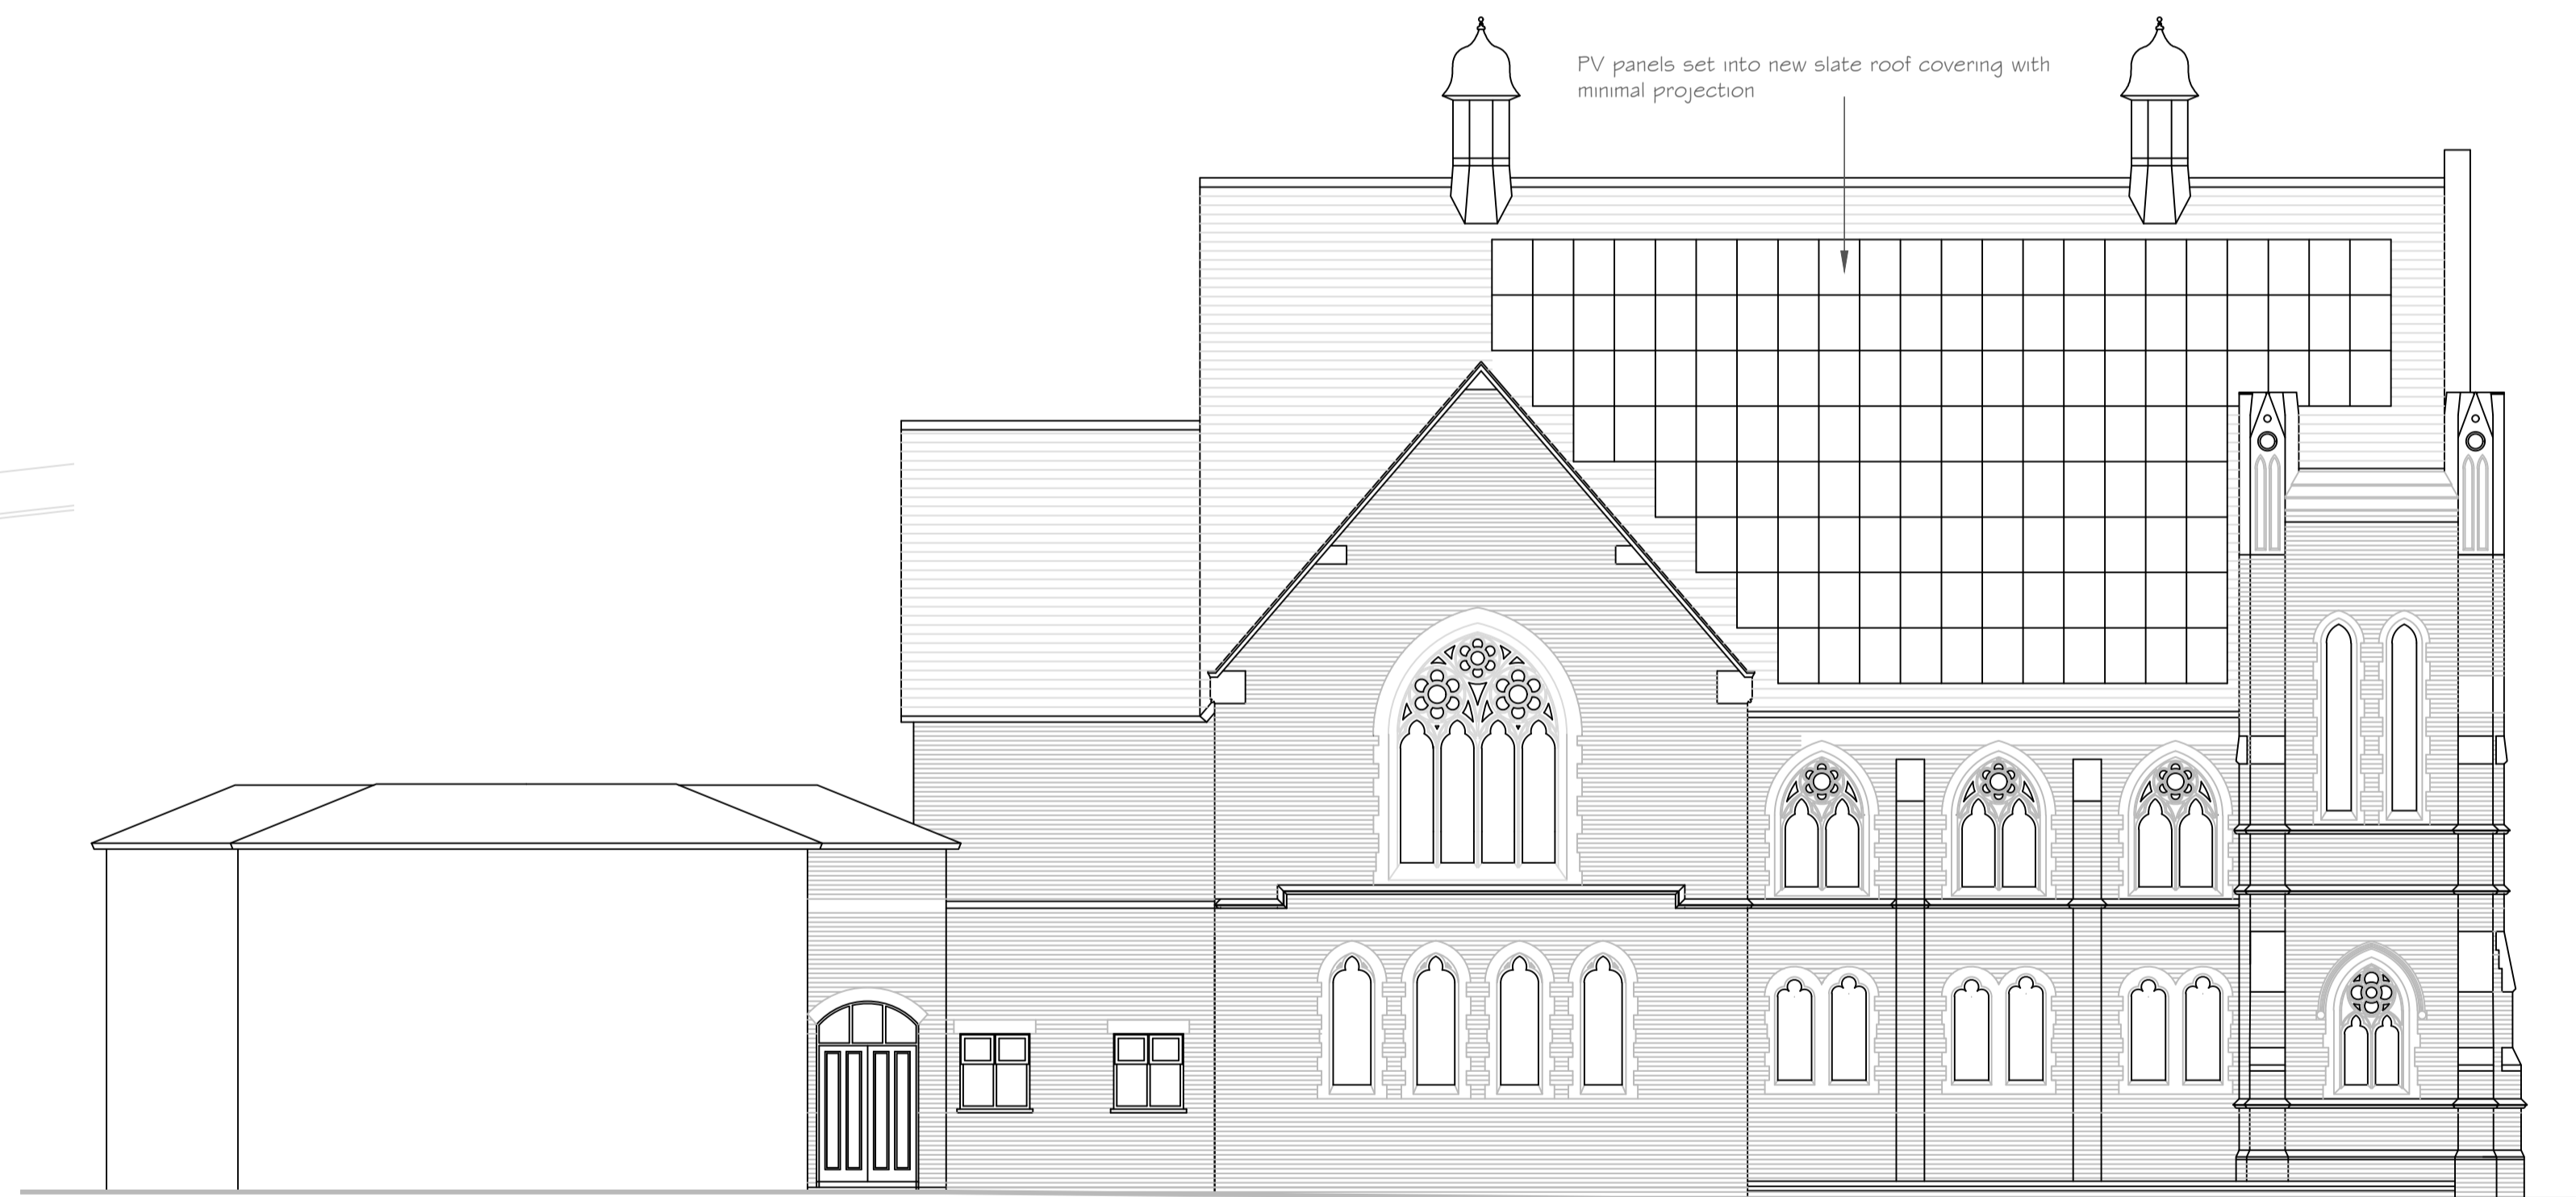 PV panels set into new slate roof covering with
minimal projection